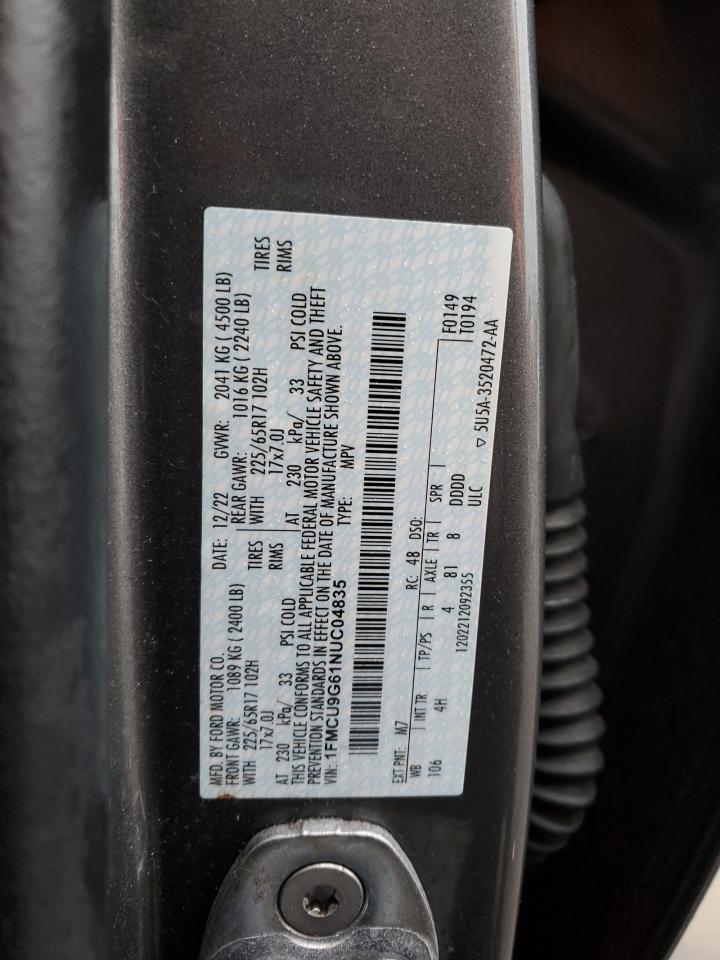 MFD. BY FORD MOTOR CO.
DATE: 12/22 GVWR: 2041 KG ( 4500 LB)
FRONT GAWR: 1089 KG ( 2400 LB) REAR GAWR: 1016 KG ( 2240 LB)
WITH 225/65R17 102H TIRES WITH 225/65R17 102H TIRES
17x7.0J RIMS 17x7.0J RIMS
AT 230 kPa/ 33 PSI COLD AT 230 kPa/ 33 PSI COLD
THIS VEHICLE CONFORMS TO ALL APPLICABLE FEDERAL MOTOR VEHICLE SAFETY AND THEFT
PREVENTION STANDARDS IN EFFECT ON THE DATE OF MANUFACTURE SHOWN ABOVE.
VIN: 1FMCU9G61NUC04835 TYPE: MPV
EXT PNT: M7 RC: 48 DSO: F0149
WB INT TR TP/PS R AXLE TR SPR T0194
106 4H 4 81 8 DDDD
1202212092355 ULC ▽ 5U5A-3520472-AA